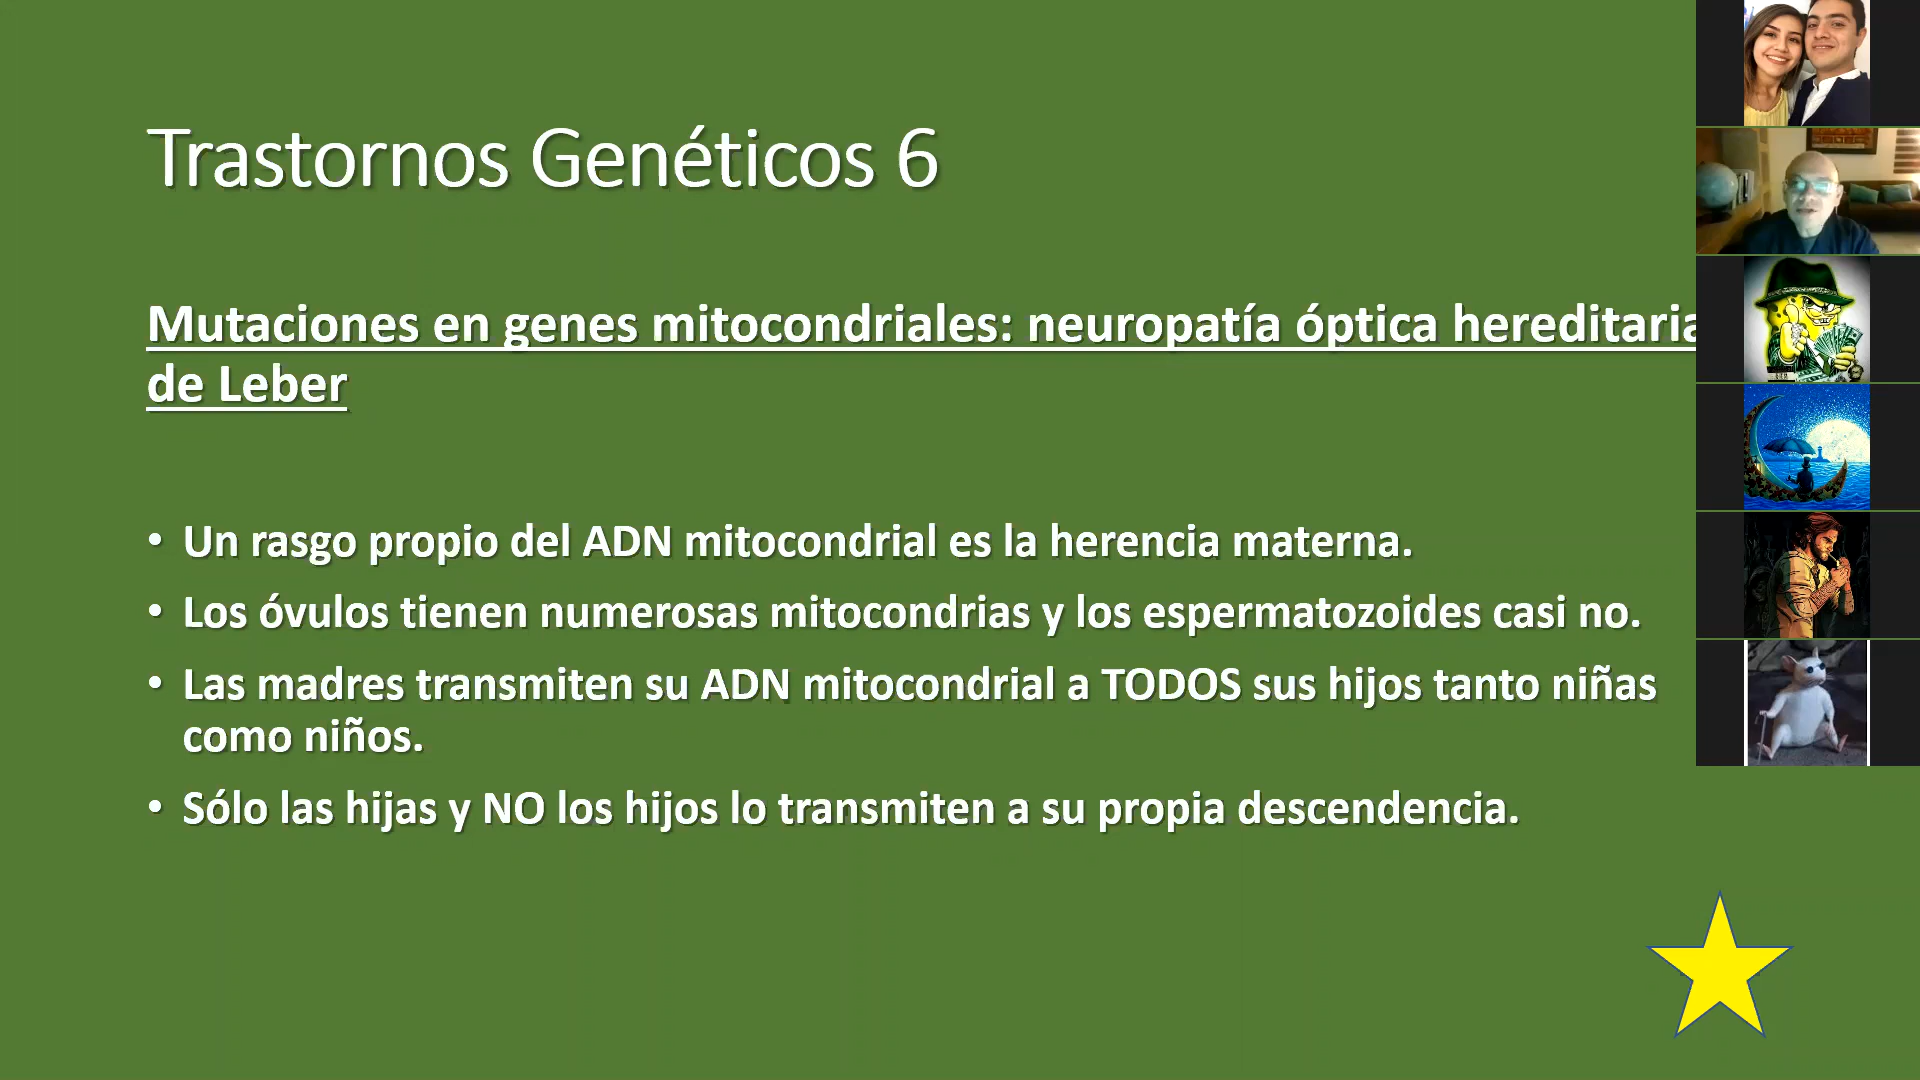 Trastornos Genéticos 6
Mutaciones en genes mitocondriales: neuropatía óptica hereditaria
de Leber
• Un rasgo propio del ADN mitocondrial es la herencia materna.
• Los óvulos tienen numerosas mitocondrias y los espermatozoides casi no.
• Las madres transmiten su ADN mitocondrial a TODOS sus hijos tanto niñas
como niños.
• Sólo las hijas y NO los hijos lo transmiten a su propia descendencia.